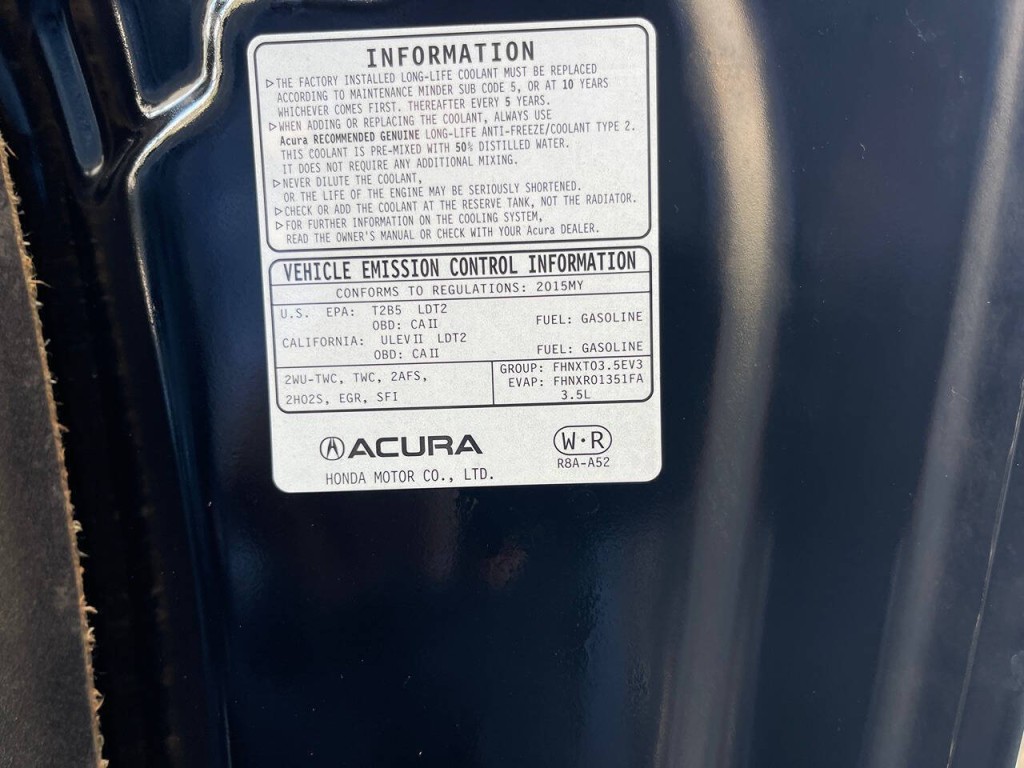 INFORMATION
▷THE FACTORY INSTALLED LONG-LIFE COOLANT MUST BE REPLACED
ACCORDING TO MAINTENANCE MINDER SUB CODE 5, OR AT 10 YEARS
WHICHEVER COMES FIRST. THEREAFTER EVERY 5 YEARS.
▷WHEN ADDING OR REPLACING THE COOLANT, ALWAYS USE
Acura RECOMMENDED GENUINE LONG-LIFE ANTI-FREEZE/COOLANT TYPE 2.
THIS COOLANT IS PRE-MIXED WITH 50% DISTILLED WATER.
IT DOES NOT REQUIRE ANY ADDITIONAL MIXING.
▷NEVER DILUTE THE COOLANT,
OR THE LIFE OF THE ENGINE MAY BE SERIOUSLY SHORTENED.
▷CHECK OR ADD THE COOLANT AT THE RESERVE TANK, NOT THE RADIATOR.
▷FOR FURTHER INFORMATION ON THE COOLING SYSTEM,
READ THE OWNER'S MANUAL OR CHECK WITH YOUR Acura DEALER.
VEHICLE EMISSION CONTROL INFORMATION
CONFORMS TO REGULATIONS: 2015MY
U.S. EPA: T2B5 LDT2
OBD: CAII FUEL: GASOLINE
CALIFORNIA: ULEVII LDT2
OBD: CAII FUEL: GASOLINE
2WU-TWC, TWC, 2AFS,
2HO2S, EGR, SFI
GROUP: FHNXT03.5EV3
EVAP: FHNXR0135IFA
3.5L
ACURA
HONDA MOTOR CO., LTD.
W·R
R8A-A52